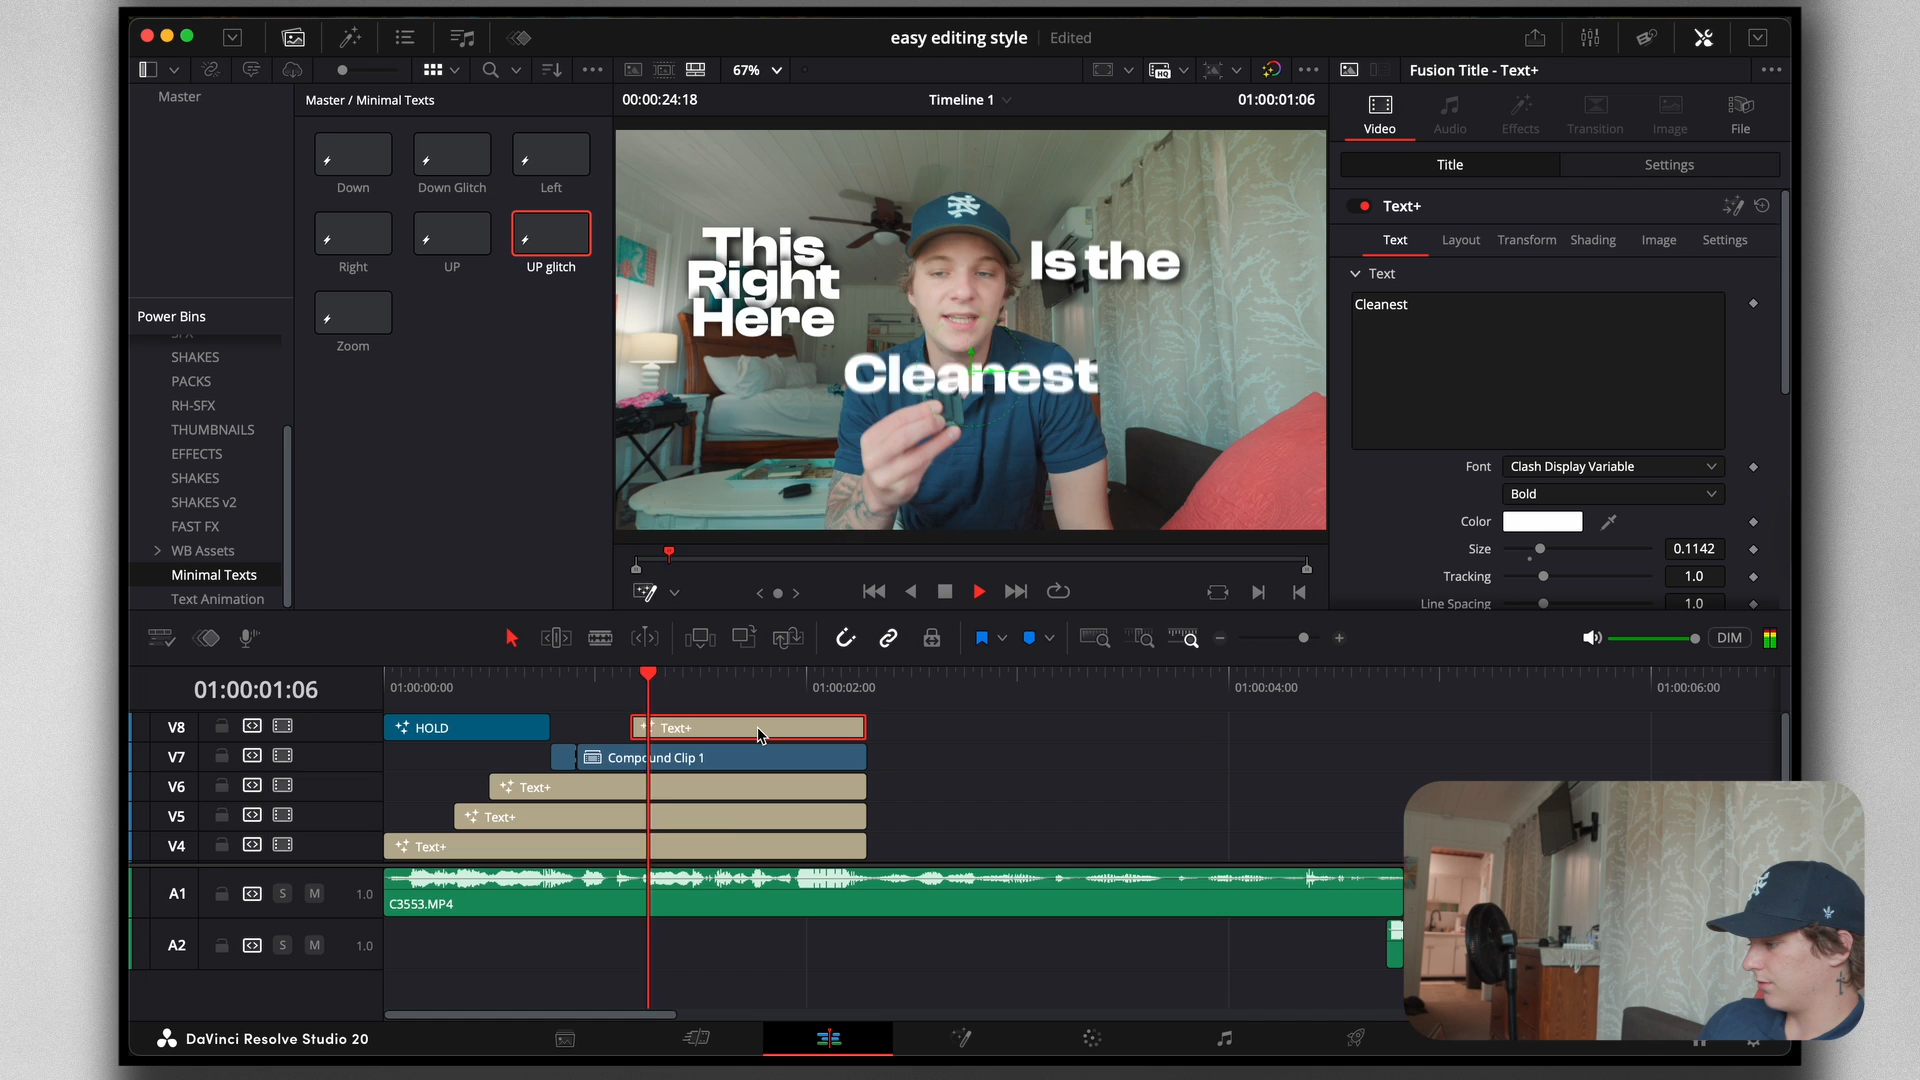 easy editing style
Edited
67%
Fusion Title - Text+
Master
Master / Minimal Texts
00:00:24:18
Timeline 1
01:00:01:06
Video
Audio
Effects
Transition
Image
File
Down
Down Glitch
Left
Right
UP
UP glitch
Zoom
Title
Settings
Text+
Text
Layout
Transform
Shading
Image
Settings
Text
Cleanest
This
Right
Here
Is the
Cleanest
Power Bins
SFX
SHAKES
PACKS
RH-SFX
THUMBNAILS
EFFECTS
SHAKES
SHAKES v2
FAST FX
WB Assets
Minimal Texts
Text Animation
Font
Clash Display Variable
Bold
Color
Size
0.1142
Tracking
1.0
Line Spacing
1.0
DIM
01:00:01:06
01:00:00:00
01:00:02:00
01:00:04:00
01:00:06:00
V8
HOLD
Text+
V7
Compound Clip 1
V6
Text+
V5
Text+
V4
Text+
A1
S
M
1.0
C3553.MP4
A2
S
M
1.0
DaVinci Resolve Studio 20